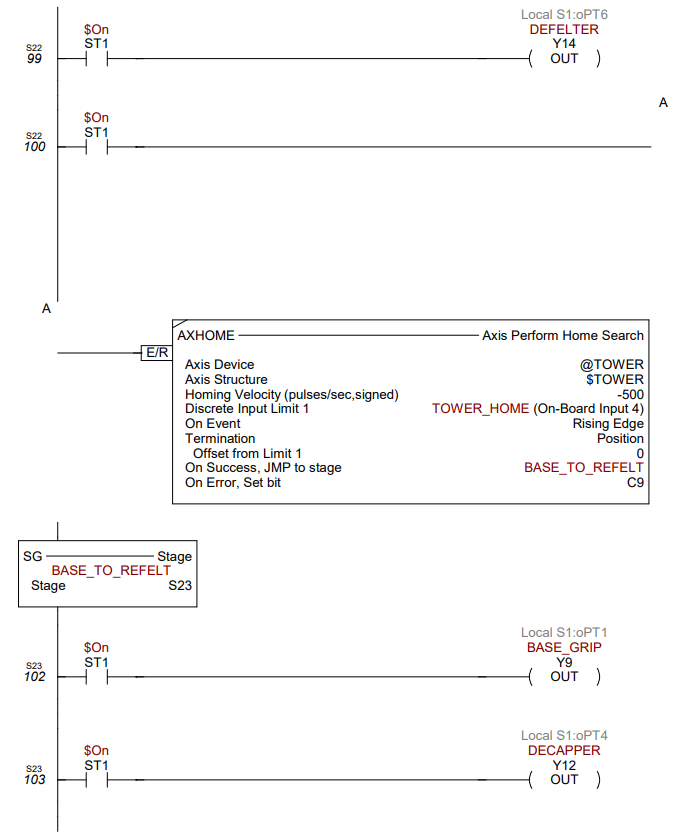 Local S1:oPT6
$On
DEFELTER
ST1
Y14
S22
99
( OUT )
A
$On
ST1
S22
100
A
AXHOME Axis Perform Home Search
E/R
Axis Device @TOWER
Axis Structure $TOWER
Homing Velocity (pulses/sec,signed) -500
Discrete Input Limit 1 TOWER_HOME (On-Board Input 4)
On Event Rising Edge
Termination Position
Offset from Limit 1 0
On Success, JMP to stage BASE_TO_REFELT
On Error, Set bit C9
SG Stage
BASE_TO_REFELT
Stage S23
Local S1:oPT1
$On
BASE_GRIP
ST1
Y9
S23
102
( OUT )
Local S1:oPT4
$On
DECAPPER
ST1
Y12
S23
103
( OUT )